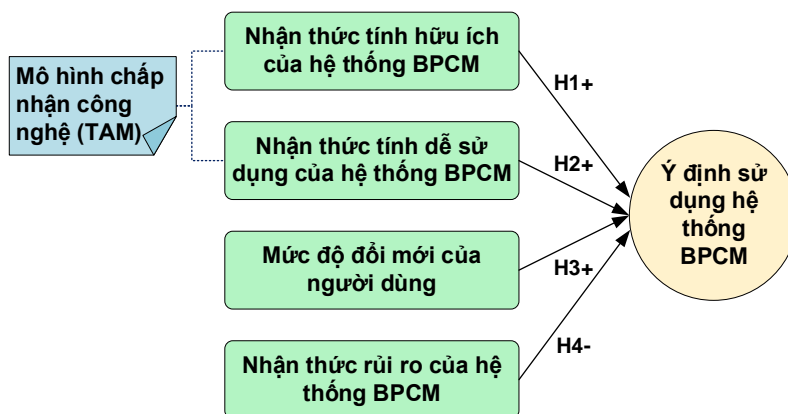 Mô hình chấp
nhận công
nghệ (TAM)
Nhận thức tính hữu ích
của hệ thống BPCM
Nhận thức tính dễ sử
dụng của hệ thống BPCM
Mức độ đổi mới của
người dùng
Nhận thức rủi ro của hệ
thống BPCM
H1+
H2+
H3+
H4-
Ý định sử
dụng hệ
thống
BPCM